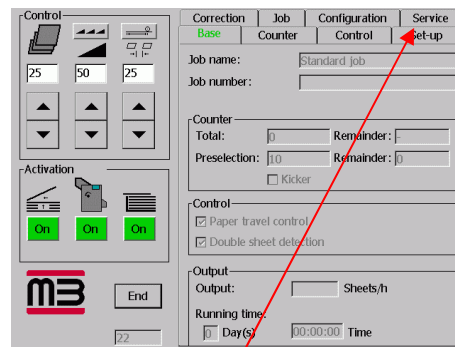 Control
25 50 25
Activation
On On On
MB
End
22
Correction Job Configuration Service
Base Counter Control Set-up
Job name: Standard job
Job number:
Counter
Total: 0 Remainder: -
Preselection: 10 Remainder: 0
Kicker
Control
Paper travel control
Double sheet detection
Output
Output: Sheets/h
Running time:
0 Day(s) 00:00:00 Time